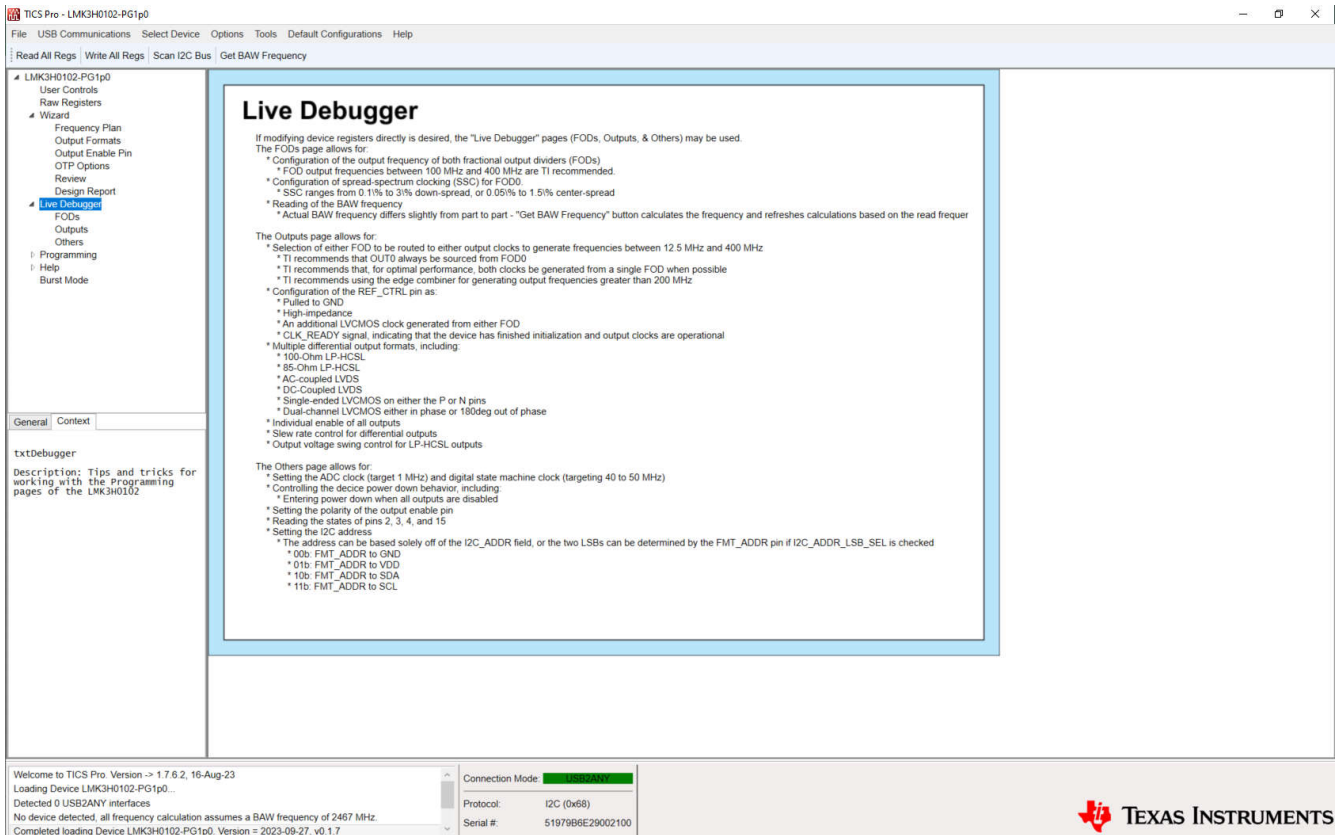 TICS Pro - LMK3H0102-PG1p0
File USB Communications Select Device Options Tools Default Configurations Help
Read All Regs Write All Regs Scan I2C Bus Get BAW Frequency
LMK3H0102-PG1p0
User Controls
Raw Registers
Wizard
Frequency Plan
Output Formats
Output Enable Pin
OTP Options
Review
Design Report
Live Debugger
FODs
Outputs
Others
Programming
Help
Burst Mode
General Context
txtDebugger
Description: Tips and tricks for
working with the Programming
pages of the LMK3H0102
Live Debugger
If modifying device registers directly is desired, the "Live Debugger" pages (FODs, Outputs, & Others) may be used.
The FODs page allows for:
* Configuration of the output frequency of both fractional output dividers (FODs)
* FOD output frequencies between 100 MHz and 400 MHz are TI recommended.
* Configuration of spread-spectrum clocking (SSC) for FOD0.
* SSC ranges from 0.1\% to 3\% down-spread, or 0.05\% to 1.5\% center-spread
* Reading of the BAW frequency
* Actual BAW frequency differs slightly from part to part - "Get BAW Frequency" button calculates the frequency and refreshes calculations based on the read frequer
The Outputs page allows for:
* Selection of either FOD to be routed to either output clocks to generate frequencies between 12.5 MHz and 400 MHz
* TI recommends that OUT0 always be sourced from FOD0
* TI recommends that, for optimal performance, both clocks be generated from a single FOD when possible
* TI recommends using the edge combiner for generating output frequencies greater than 200 MHz
* Configuration of the REF_CTRL pin as:
* Pulled to GND
* High-impedance
* An additional LVCMOS clock generated from either FOD
* CLK_READY signal, indicating that the device has finished initialization and output clocks are operational
* Multiple differential output formats, including:
* 100-Ohm LP-HCSL
* 85-Ohm LP-HCSL
* AC-coupled LVDS
* DC-Coupled LVDS
* Single-ended LVCMOS on either the P or N pins
* Dual-channel LVCMOS either in phase or 180deg out of phase
* Individual enable of all outputs
* Slew rate control for differential outputs
* Output voltage swing control for LP-HCSL outputs
The Others page allows for:
* Setting the ADC clock (target 1 MHz) and digital state machine clock (targeting 40 to 50 MHz)
* Controlling the decice power down behavior, including:
* Entering power down when all outputs are disabled
* Setting the polarity of the output enable pin
* Reading the states of pins 2, 3, 4, and 15
* Setting the I2C address
* The address can be based solely off of the I2C_ADDR field, or the two LSBs can be determined by the FMT_ADDR pin if I2C_ADDR_LSB_SEL is checked
* 00b: FMT_ADDR to GND
* 01b: FMT_ADDR to VDD
* 10b: FMT_ADDR to SDA
* 11b: FMT_ADDR to SCL
Welcome to TICS Pro. Version -> 1.7.6.2, 16-Aug-23
Loading Device LMK3H0102-PG1p0...
Detected 0 USB2ANY interfaces
No device detected, all frequency calculation assumes a BAW frequency of 2467 MHz.
Completed loading Device LMK3H0102-PG1p0. Version = 2023-09-27, v0.1.7
Connection Mode: USB2ANY
Protocol: I2C (0x68)
Serial #: 51979B6E29002100
TEXAS INSTRUMENTS